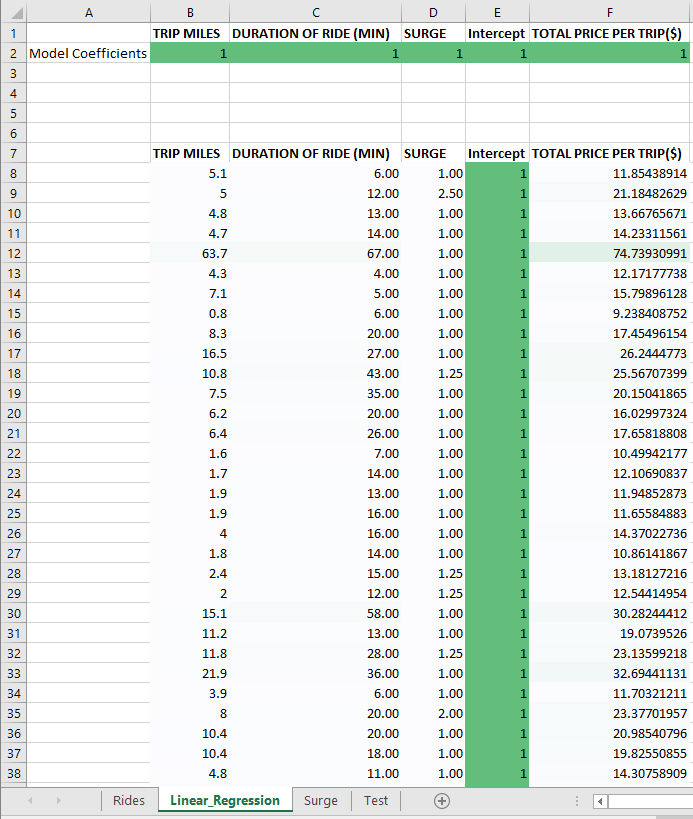 A B C D E F
1 TRIP MILES DURATION OF RIDE (MIN) SURGE Intercept TOTAL PRICE PER TRIP($)
2 Model Coefficients 1 1 1 1 1
3
4
5
6
7 TRIP MILES DURATION OF RIDE (MIN) SURGE Intercept TOTAL PRICE PER TRIP($)
8 5.1 6.00 1.00 1 11.85438914
9 5 12.00 2.50 1 21.18482629
10 4.8 13.00 1.00 1 13.66765671
11 4.7 14.00 1.00 1 14.23311561
12 63.7 67.00 1.00 1 74.73930991
13 4.3 4.00 1.00 1 12.17177738
14 7.1 5.00 1.00 1 15.79896128
15 0.8 6.00 1.00 1 9.238408752
16 8.3 20.00 1.00 1 17.45496154
17 16.5 27.00 1.00 1 26.2444773
18 10.8 43.00 1.25 1 25.56707399
19 7.5 35.00 1.00 1 20.15041865
20 6.2 20.00 1.00 1 16.02997324
21 6.4 26.00 1.00 1 17.65818808
22 1.6 7.00 1.00 1 10.49942177
23 1.7 14.00 1.00 1 12.10690837
24 1.9 13.00 1.00 1 11.94852873
25 1.9 16.00 1.00 1 11.65584883
26 4 16.00 1.00 1 14.37022736
27 1.8 14.00 1.00 1 10.86141867
28 2.4 15.00 1.25 1 13.18127216
29 2 12.00 1.25 1 12.54414954
30 15.1 58.00 1.00 1 30.28244412
31 11.2 13.00 1.00 1 19.0739526
32 11.8 28.00 1.25 1 23.13599218
33 21.9 36.00 1.00 1 32.69441131
34 3.9 6.00 1.00 1 11.70321211
35 8 20.00 2.00 1 23.37701957
36 10.4 20.00 1.00 1 20.98540796
37 10.4 18.00 1.00 1 19.82550855
38 4.8 11.00 1.00 1 14.30758909
Rides Linear_Regression Surge Test